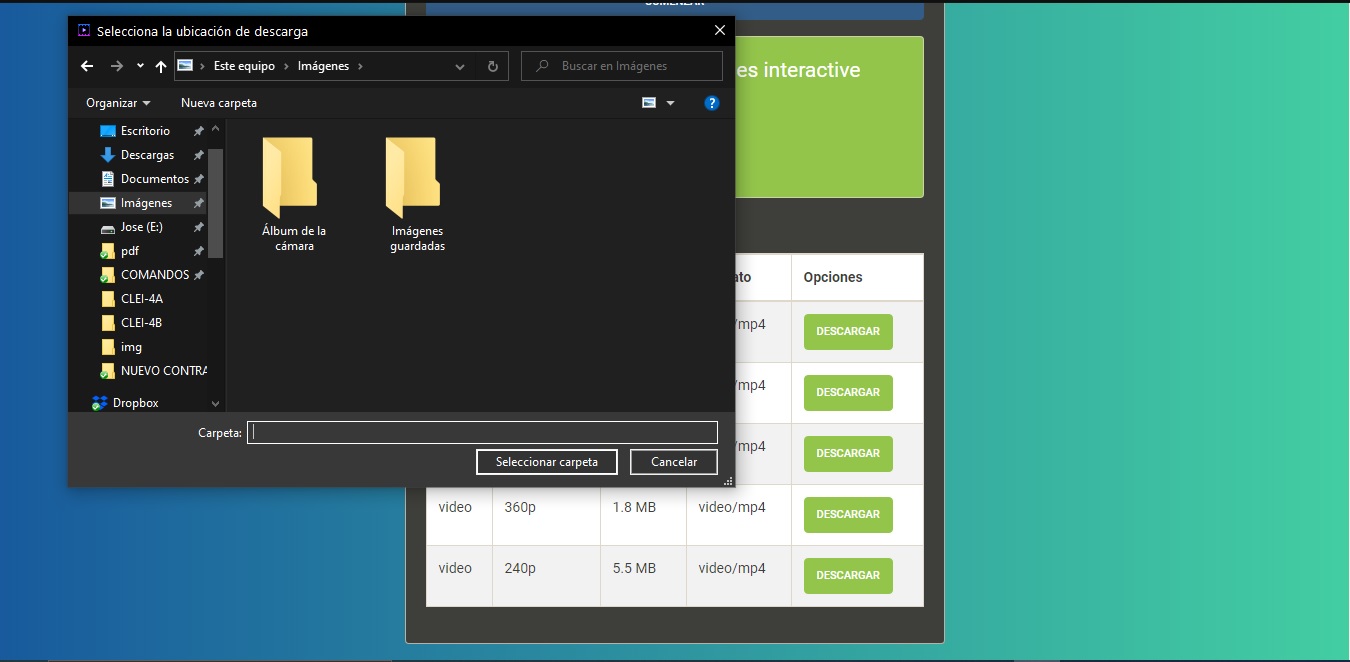 COMENZAR
Selecciona la ubicación de descarga
Este equipo
Imágenes
Buscar en Imágenes
Organizar
Nueva carpeta
?
Escritorio
Descargas
Documentos
Imágenes
Jose (E:)
pdf
COMANDOS
CLEI-4A
CLEI-4B
img
NUEVO CONTRA
Dropbox
Álbum de la
cámara
Imágenes
guardadas
Carpeta:
Seleccionar carpeta
Cancelar
es interactive
ato
Opciones
/mp4
DESCARGAR
/mp4
DESCARGAR
/mp4
DESCARGAR
video 360p 1.8 MB video/mp4 DESCARGAR
video 240p 5.5 MB video/mp4 DESCARGAR